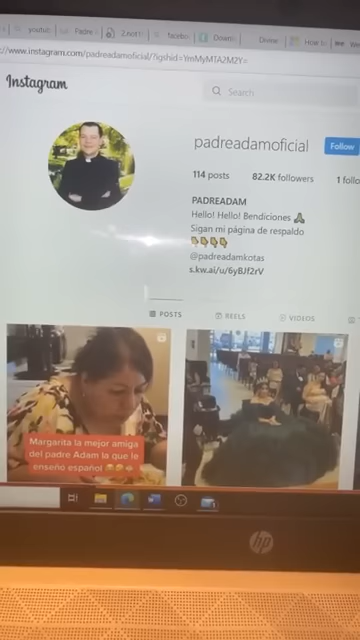 youtub
Padre
2.not
facebo
Downl
Divine
How to
We
//www.instagram.com/padreadamoficial/?igshid=YmMyMTA2M2Y=
Instagram
Search
padreadamoficial
Follow
114 posts 82.2K followers 1 follo
PADREADAM
Hello! Hello! Bendiciones 🙏
Sigan mi página de respaldo
👇👇👇👇
@padreadamkotas
s.kw.ai/u/6yBJf2rV
POSTS REELS VIDEOS
Margarita la mejor amiga
del padre Adam la que le
enseño español
hp